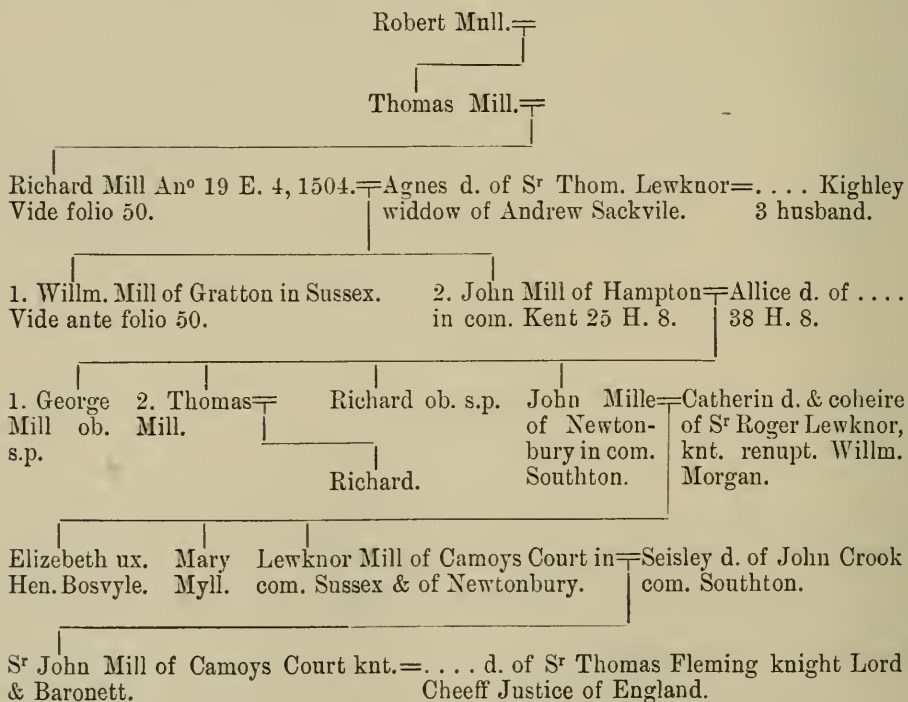 Robert Mull.
Thomas Mill.
Richard Mill Anº 19 E. 4, 1504.=Agnes d. of Sʳ Thom. Lewknor=. . . . Kighley
Vide folio 50. widdow of Andrew Sackvile. 3 husband.
1. Willm. Mill of Gratton in Sussex. 2. John Mill of Hampton=Allice d. of . . . .
Vide ante folio 50. in com. Kent 25 H. 8. 38 H. 8.
1. George 2. Thomas= Richard ob. s.p. John Mille=Catherin d. & coheire
Mill ob. Mill. of Newton- of Sʳ Roger Lewknor,
s.p. bury in com. knt. renupt. Willm.
Richard. Southton. Morgan.
Elizebeth ux. Mary Lewknor Mill of Camoys Court in=Seisley d. of John Crook
Hen. Bosvyle. Myll. com. Sussex & of Newtonbury. com. Southton.
Sʳ John Mill of Camoys Court knt.=. . . . d. of Sʳ Thomas Fleming knight Lord
& Baronett. Cheeff Justice of England.